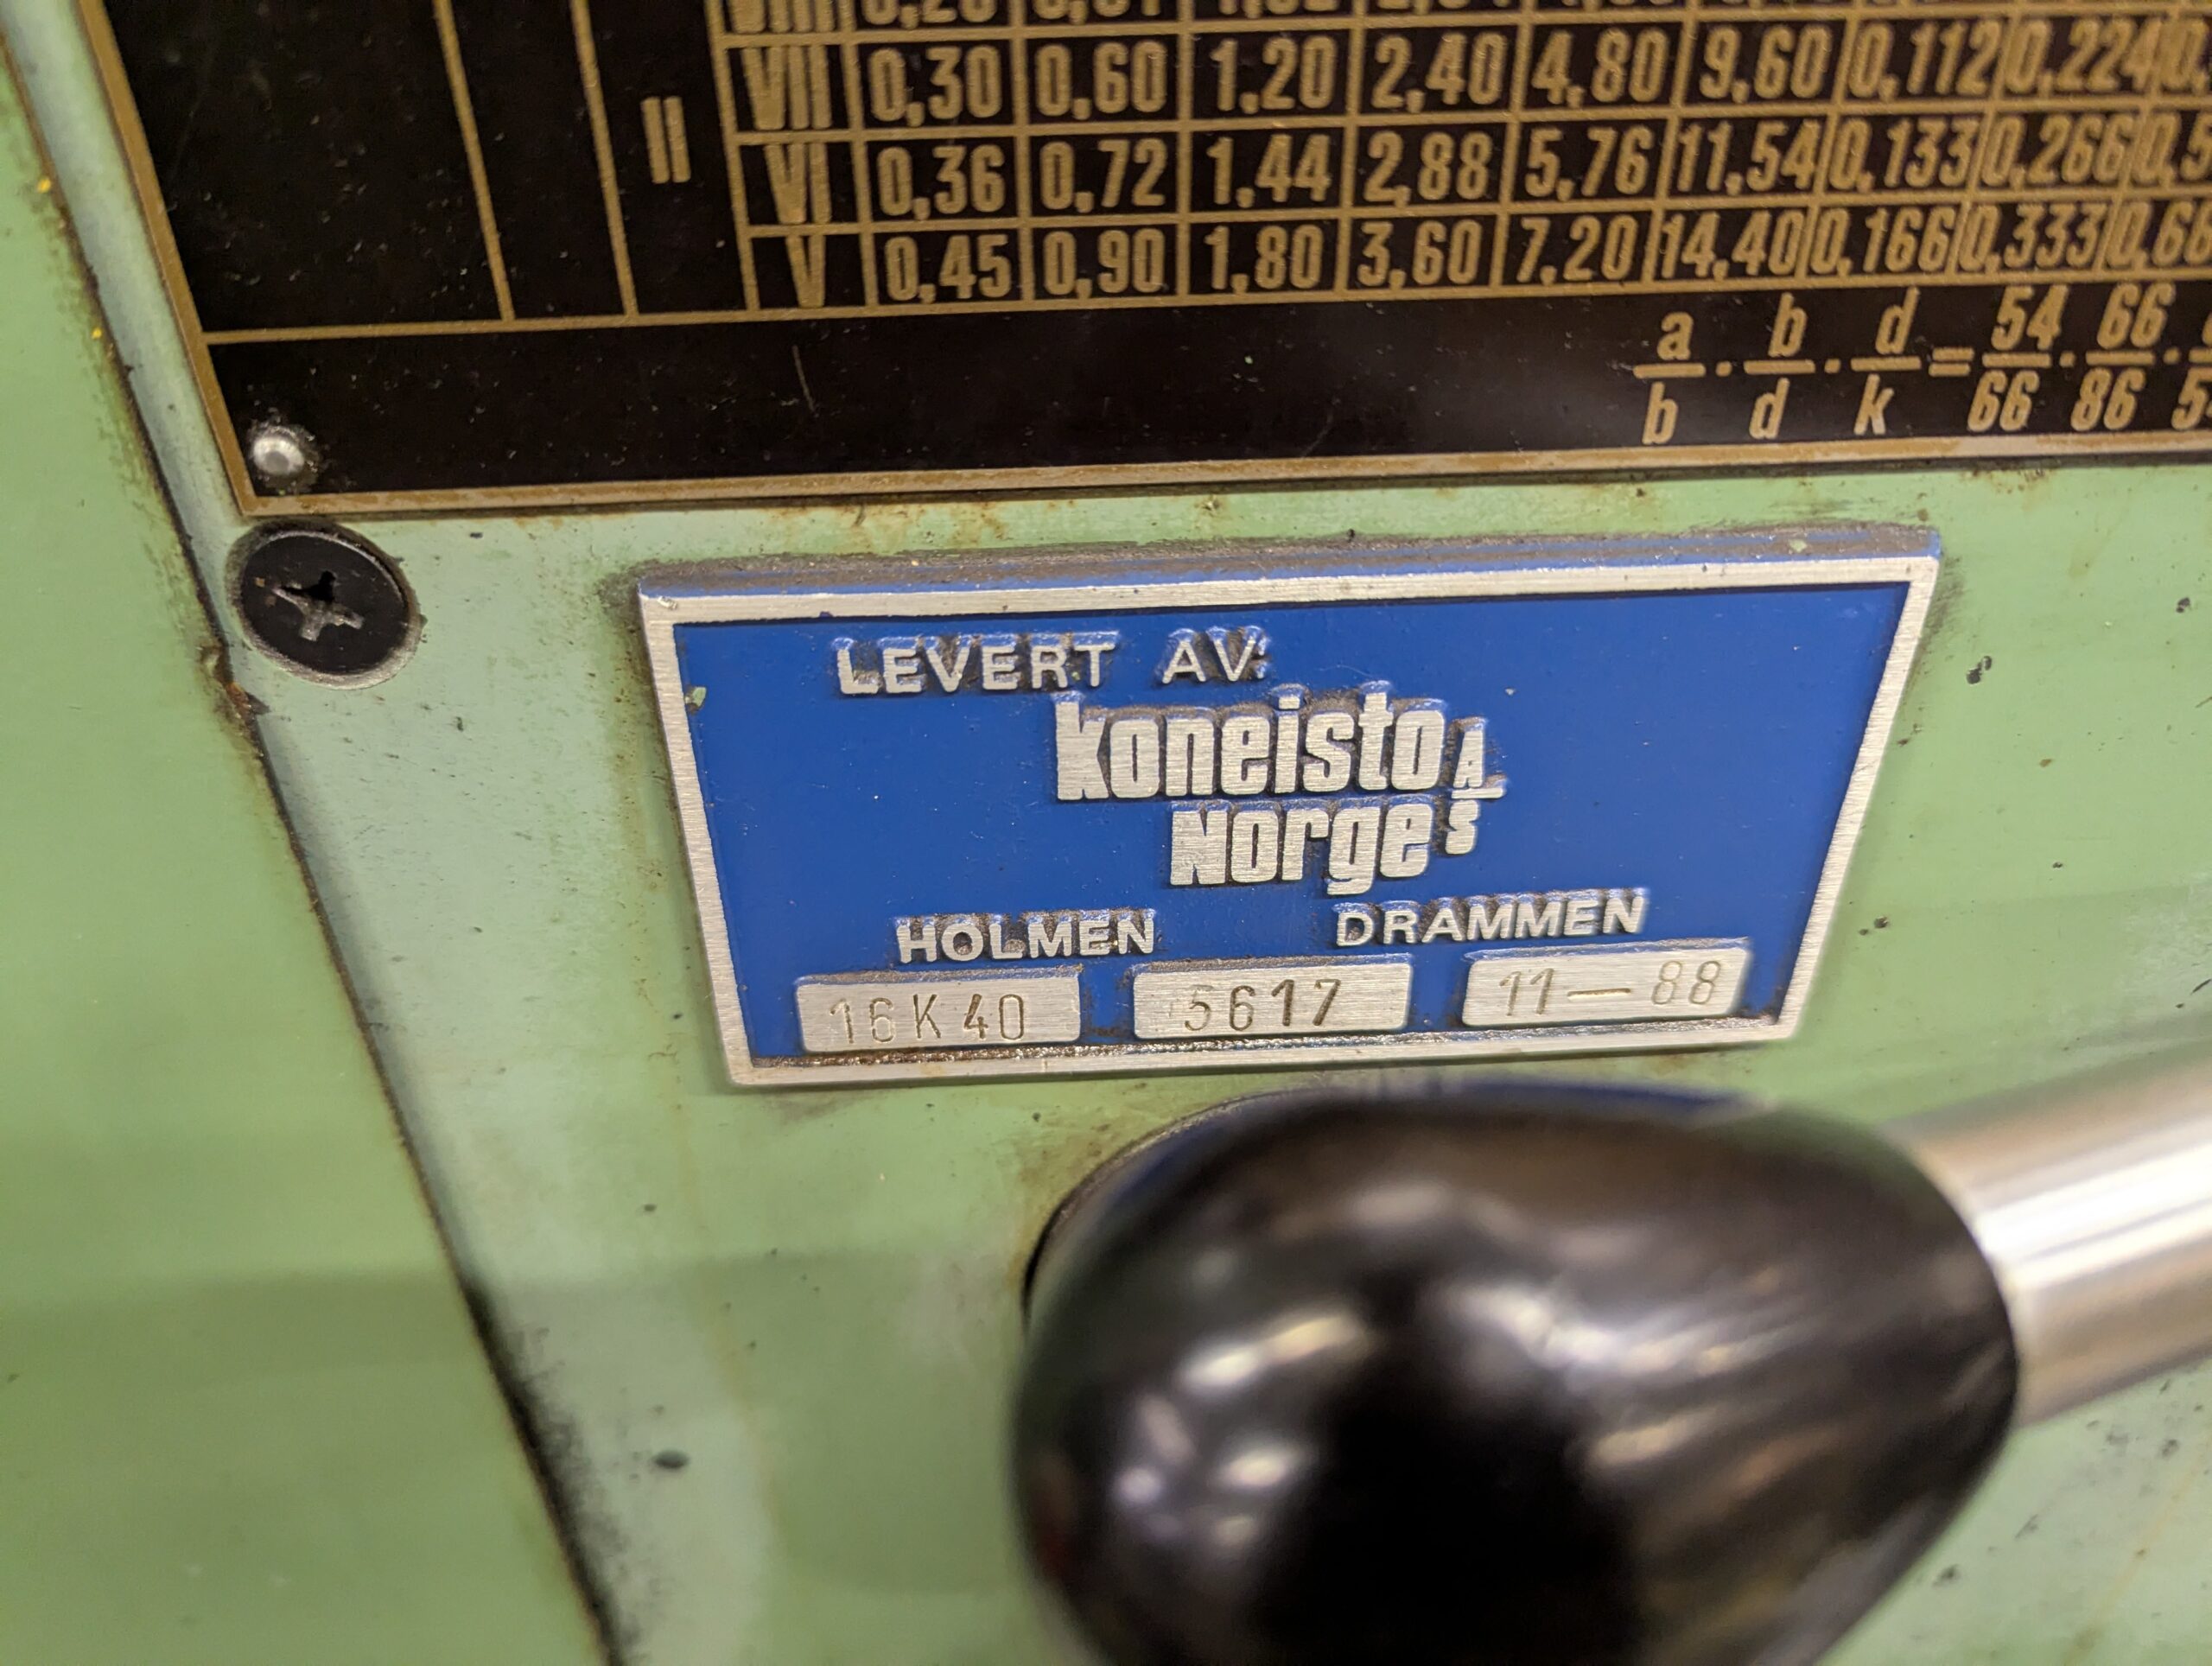 VII 0,30 0,60 1,20 2,40 4,80 9,60 0,112 0,224
II
VI 0,36 0,72 1,44 2,88 5,76 11,54 0,133 0,266
V 0,45 0,90 1,80 3,60 7,20 14,40 0,166 0,333
a/b · b/d · d/k = 54/66 · 66/86 ·
LEVERT AV:
Koneisto A/S
Norge
HOLMEN DRAMMEN
16K40 5617 11—88